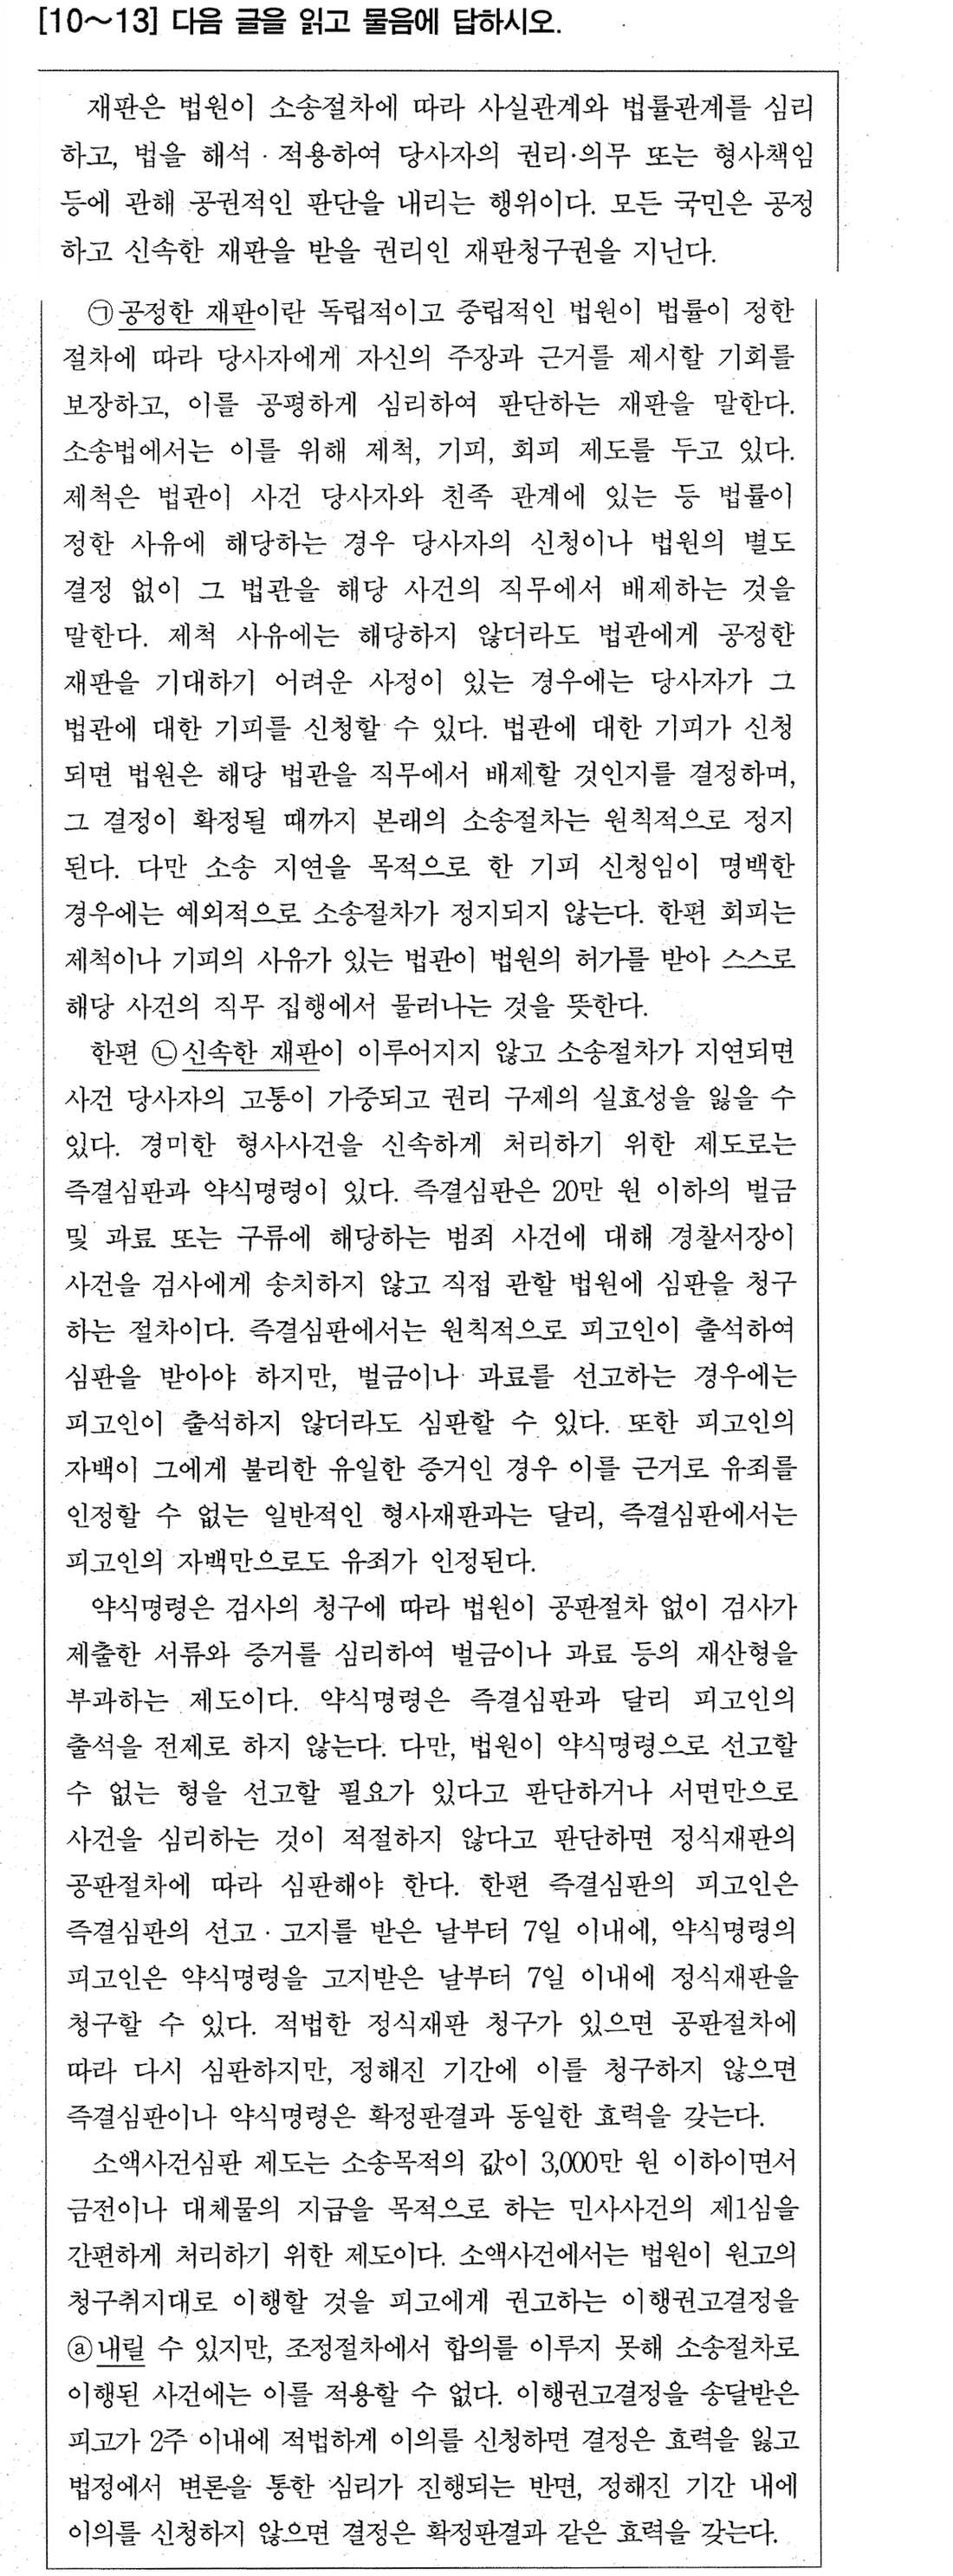 [10～13] 다음 글을 읽고 물음에 답하시오.
재판은 법원이 소송절차에 따라 사실관계와 법률관계를 심리
하고, 법을 해석·적용하여 당사자의 권리·의무 또는 형사책임
등에 관해 공권적인 판단을 내리는 행위이다. 모든 국민은 공정
하고 신속한 재판을 받을 권리인 재판청구권을 지닌다.
㉠공정한 재판이란 독립적이고 중립적인 법원이 법률이 정한
절차에 따라 당사자에게 자신의 주장과 근거를 제시할 기회를
보장하고, 이를 공평하게 심리하여 판단하는 재판을 말한다.
소송법에서는 이를 위해 제척, 기피, 회피 제도를 두고 있다.
제척은 법관이 사건 당사자와 친족 관계에 있는 등 법률이
정한 사유에 해당하는 경우 당사자의 신청이나 법원의 별도
결정 없이 그 법관을 해당 사건의 직무에서 배제하는 것을
말한다. 제척 사유에는 해당하지 않더라도 법관에게 공정한
재판을 기대하기 어려운 사정이 있는 경우에는 당사자가 그
법관에 대한 기피를 신청할 수 있다. 법관에 대한 기피가 신청
되면 법원은 해당 법관을 직무에서 배제할 것인지를 결정하며,
그 결정이 확정될 때까지 본래의 소송절차는 원칙적으로 정지
된다. 다만 소송 지연을 목적으로 한 기피 신청임이 명백한
경우에는 예외적으로 소송절차가 정지되지 않는다. 한편 회피는
제척이나 기피의 사유가 있는 법관이 법원의 허가를 받아 스스로
해당 사건의 직무 집행에서 물러나는 것을 뜻한다.
한편 ㉡신속한 재판이 이루어지지 않고 소송절차가 지연되면
사건 당사자의 고통이 가중되고 권리 구제의 실효성을 잃을 수
있다. 경미한 형사사건을 신속하게 처리하기 위한 제도로는
즉결심판과 약식명령이 있다. 즉결심판은 20만 원 이하의 벌금
및 과료 또는 구류에 해당하는 범죄 사건에 대해 경찰서장이
사건을 검사에게 송치하지 않고 직접 관할 법원에 심판을 청구
하는 절차이다. 즉결심판에서는 원칙적으로 피고인이 출석하여
심판을 받아야 하지만, 벌금이나 과료를 선고하는 경우에는
피고인이 출석하지 않더라도 심판할 수 있다. 또한 피고인의
자백이 그에게 불리한 유일한 증거인 경우 이를 근거로 유죄를
인정할 수 없는 일반적인 형사재판과는 달리, 즉결심판에서는
피고인의 자백만으로도 유죄가 인정된다.
약식명령은 검사의 청구에 따라 법원이 공판절차 없이 검사가
제출한 서류와 증거를 심리하여 벌금이나 과료 등의 재산형을
부과하는 제도이다. 약식명령은 즉결심판과 달리 피고인의
출석을 전제로 하지 않는다. 다만, 법원이 약식명령으로 선고할
수 없는 형을 선고할 필요가 있다고 판단하거나 서면만으로
사건을 심리하는 것이 적절하지 않다고 판단하면 정식재판의
공판절차에 따라 심판해야 한다. 한편 즉결심판의 피고인은
즉결심판의 선고·고지를 받은 날부터 7일 이내에, 약식명령의
피고인은 약식명령을 고지받은 날부터 7일 이내에 정식재판을
청구할 수 있다. 적법한 정식재판 청구가 있으면 공판절차에
따라 다시 심판하지만, 정해진 기간에 이를 청구하지 않으면
즉결심판이나 약식명령은 확정판결과 동일한 효력을 갖는다.
소액사건심판 제도는 소송목적의 값이 3,000만 원 이하이면서
금전이나 대체물의 지급을 목적으로 하는 민사사건의 제1심을
간편하게 처리하기 위한 제도이다. 소액사건에서는 법원이 원고의
청구취지대로 이행할 것을 피고에게 권고하는 이행권고결정을
ⓐ내릴 수 있지만, 조정절차에서 합의를 이루지 못해 소송절차로
이행된 사건에는 이를 적용할 수 없다. 이행권고결정을 송달받은
피고가 2주 이내에 적법하게 이의를 신청하면 결정은 효력을 잃고
법정에서 변론을 통한 심리가 진행되는 반면, 정해진 기간 내에
이의를 신청하지 않으면 결정은 확정판결과 같은 효력을 갖는다.